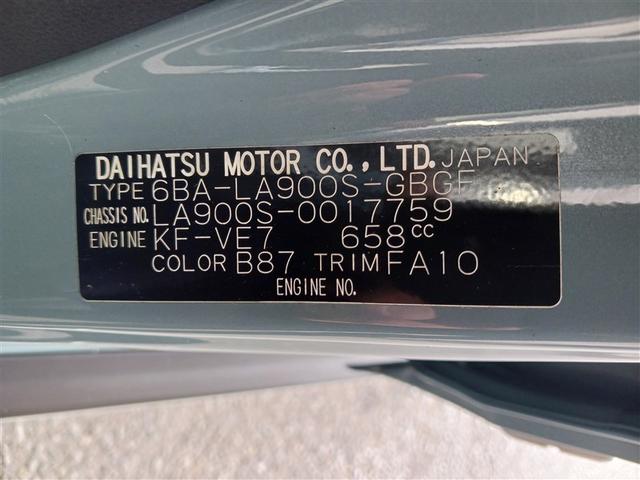 DAIHATSU MOTOR CO., LTD. JAPAN
TYPE 6BA-LA900S-GBGF
CHASSIS NO. LA900S-0017759
ENGINE KF-VE7 658cc
COLOR B87 TRIM FA10
ENGINE NO.